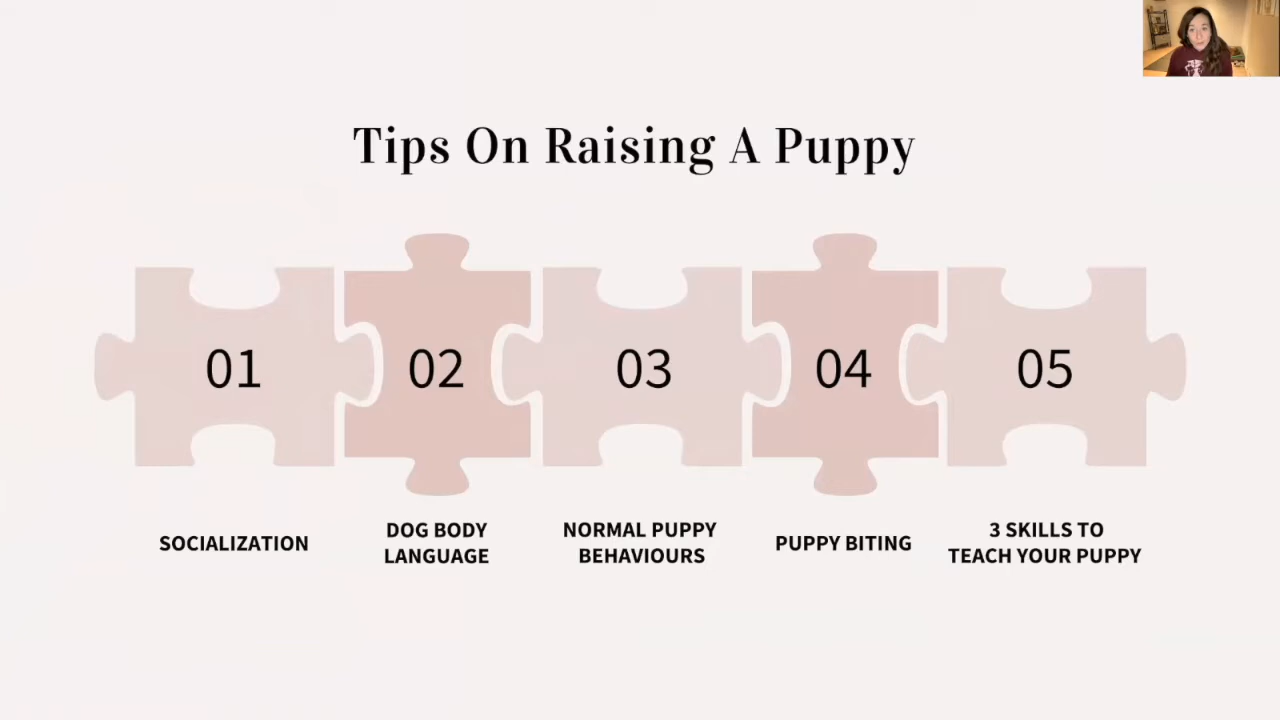 Tips On Raising A Puppy
01
02
03
04
05
SOCIALIZATION
DOG BODY
LANGUAGE
NORMAL PUPPY
BEHAVIOURS
PUPPY BITING
3 SKILLS TO
TEACH YOUR PUPPY